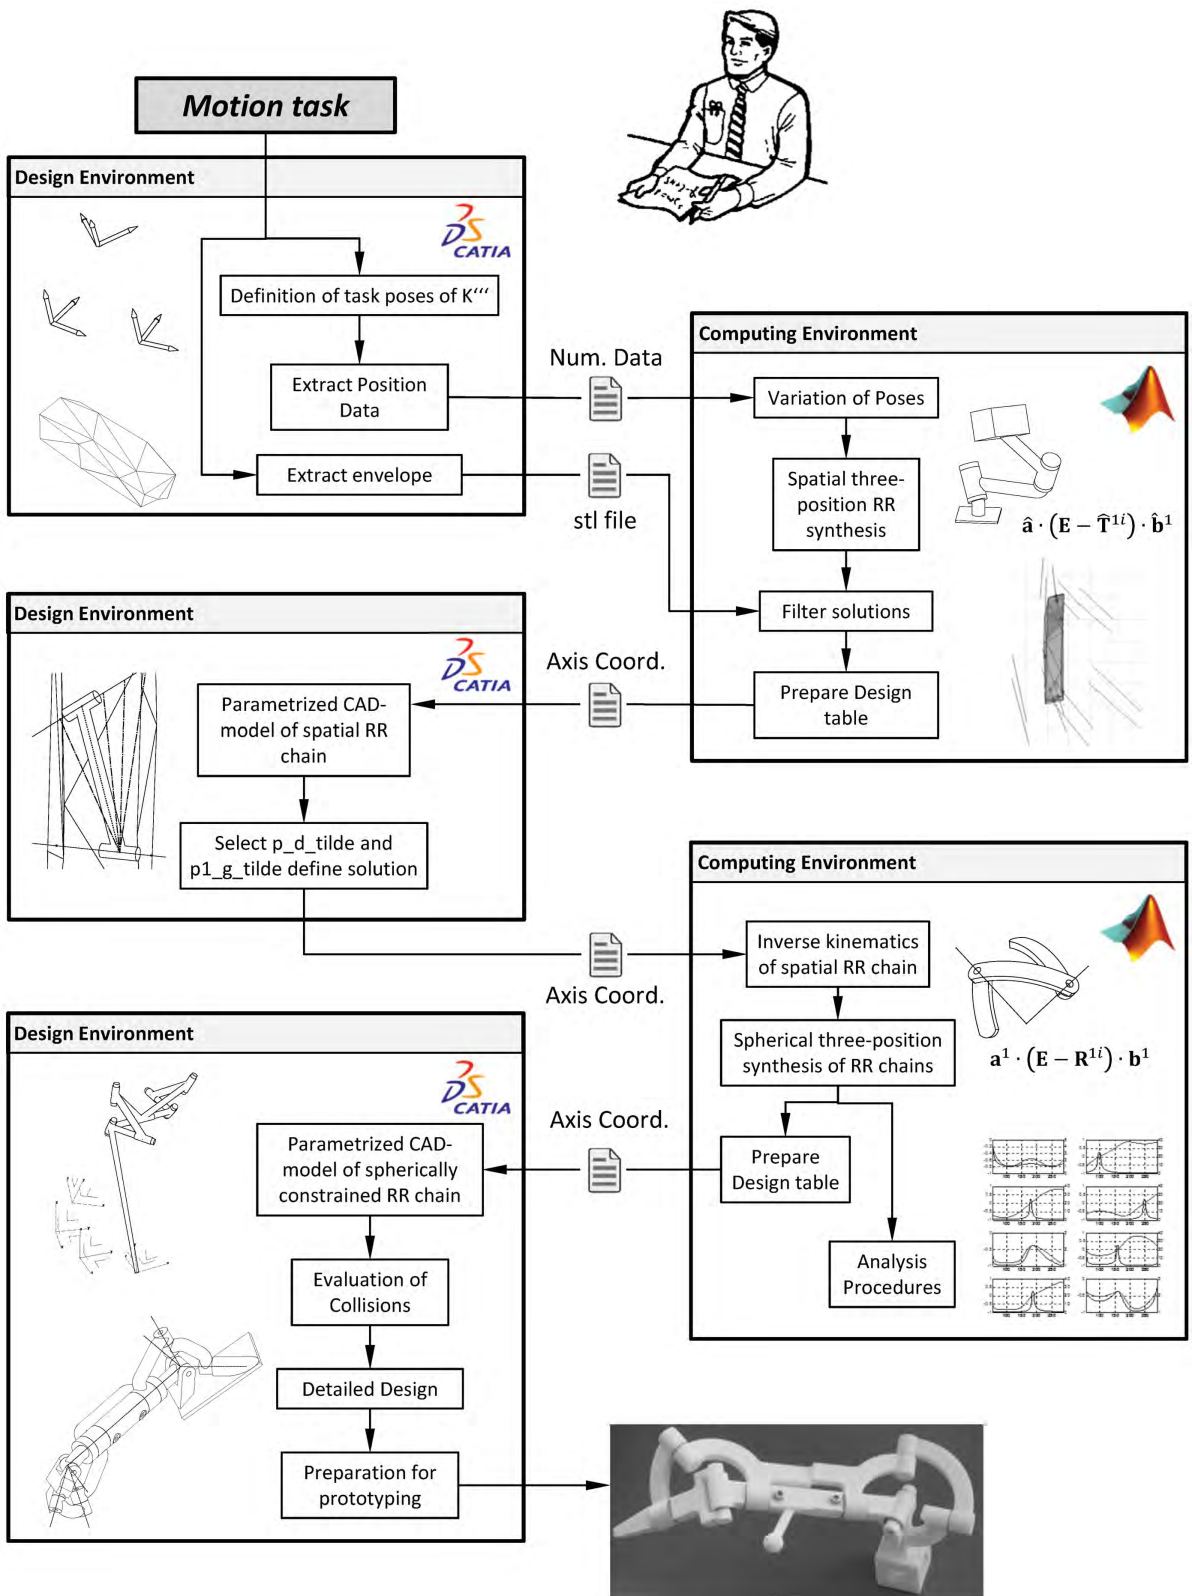 Motion task
Design Environment
CATIA
Definition of task poses of K‘‘‘
Extract Position
Data
Extract envelope
Num. Data
stl file
Computing Environment
Variation of Poses
Spatial three-
position RR
synthesis
â · (E − T̂¹ⁱ) · b̂¹
Filter solutions
Prepare Design
table
Axis Coord.
Design Environment
CATIA
Parametrized CAD-
model of spatial RR
chain
Select p_d_tilde and
p1_g_tilde define solution
Axis Coord.
Computing Environment
Inverse kinematics
of spatial RR chain
Spherical three-position
synthesis of RR chains
a¹ · (E − R¹ⁱ) · b¹
Prepare
Design table
Analysis
Procedures
Axis Coord.
Design Environment
CATIA
Parametrized CAD-
model of spherically
constrained RR chain
Evaluation of
Collisions
Detailed Design
Preparation for
prototyping